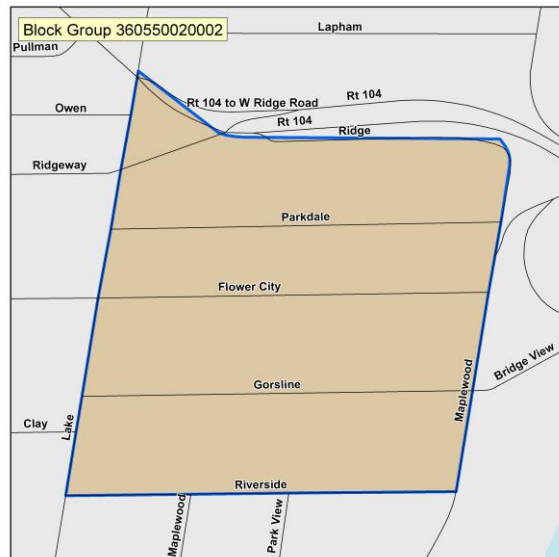 Block Group 360550020002
Lapham
Pullman
Rt 104
Rt 104 to W Ridge Road
Owen
Rt 104
Ridge
Ridgeway
Parkdale
Flower City
Bridge View
Gorsline
Maplewood
Clay
Lake
Riverside
Maplewood
Park View